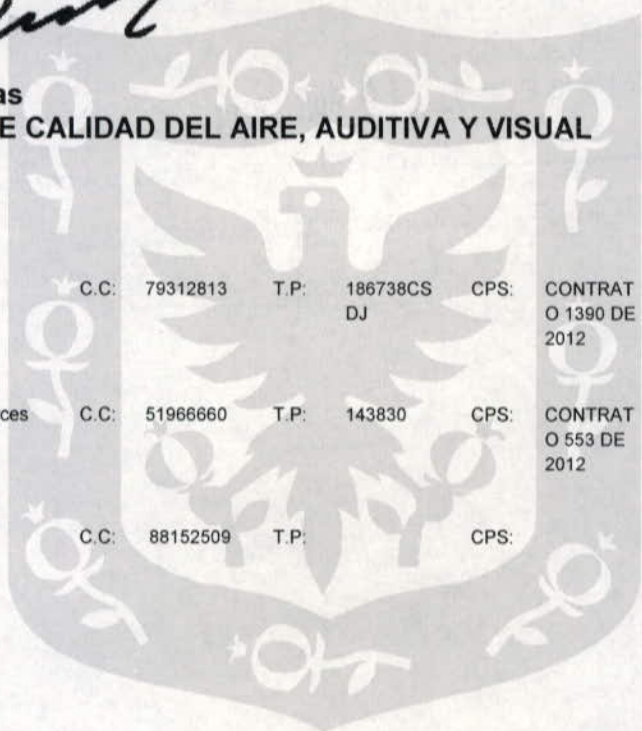 as
E CALIDAD DEL AIRE, AUDITIVA Y VISUAL
C.C: 79312813 T.P: 186738CS CPS: CONTRAT
DJ O 1390 DE
2012
ces C.C: 51966660 T.P: 143830 CPS: CONTRAT
O 553 DE
2012
C.C: 88152509 T.P: CPS: